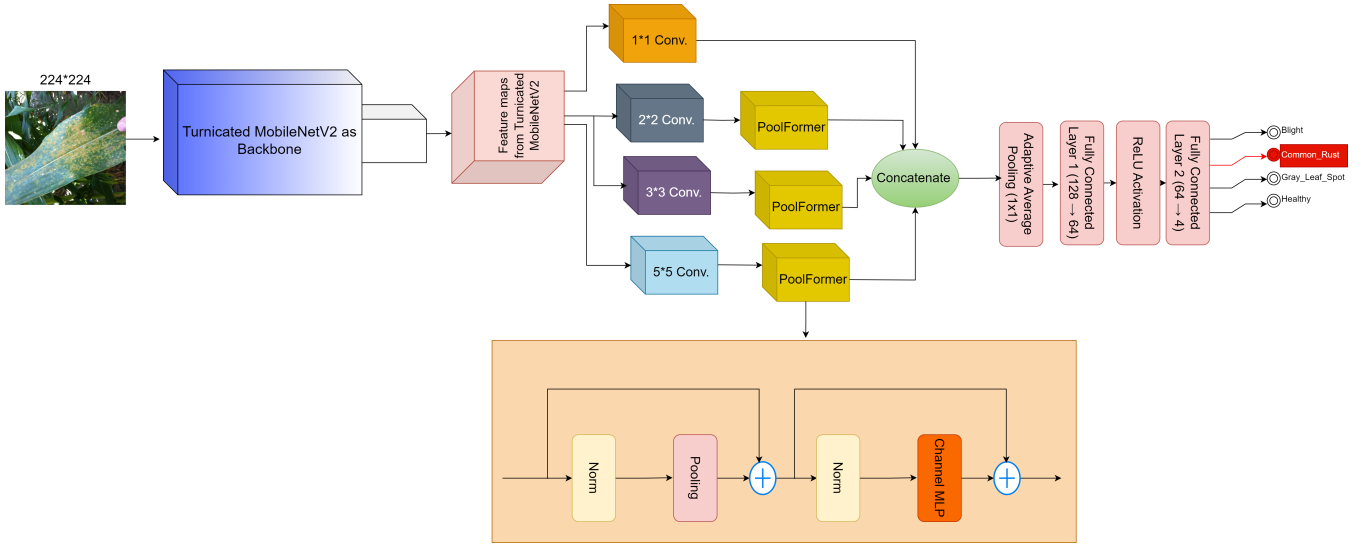 224*224
Turnicated MobileNetV2 as
Backbone
Feature maps
from Turnicated
MobileNetV2
1*1 Conv.
2*2 Conv.
3*3 Conv.
5*5 Conv.
PoolFormer
PoolFormer
PoolFormer
Concatenate
Adaptive Average
Pooling (1x1)
Fully Connected
Layer 1 (128 → 64)
ReLU Activation
Fully Connected
Layer 2 (64 → 4)
Blight
Common_Rust
Gray_Leaf_Spot
Healthy
Norm
Pooling
Norm
Channel MLP